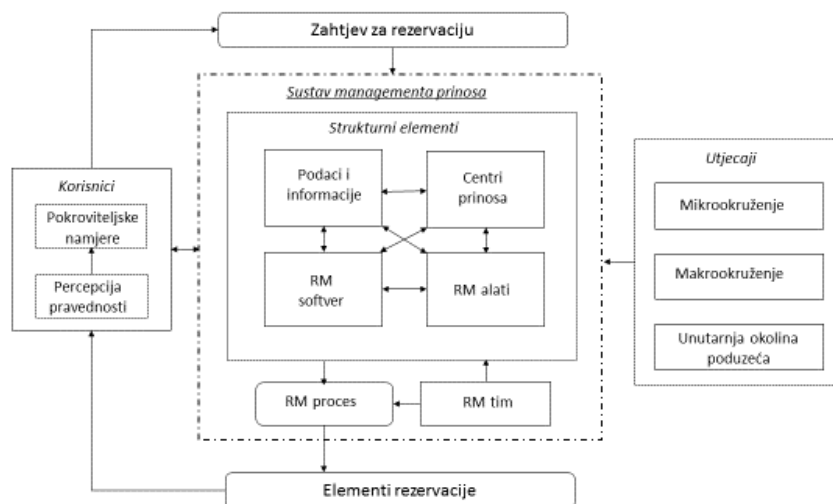 Zahtjev za rezervaciju
Sustav managementa prinosa
Strukturni elementi
Podaci i
informacije
Centri
prinosa
RM
softver
RM alati
RM proces
RM tim
Korisnici
Pokroviteljske
namjere
Percepcija
pravednosti
Utjecaji
Mikrookruženje
Makrookruženje
Unutarnja okolina
poduzeća
Elementi rezervacije